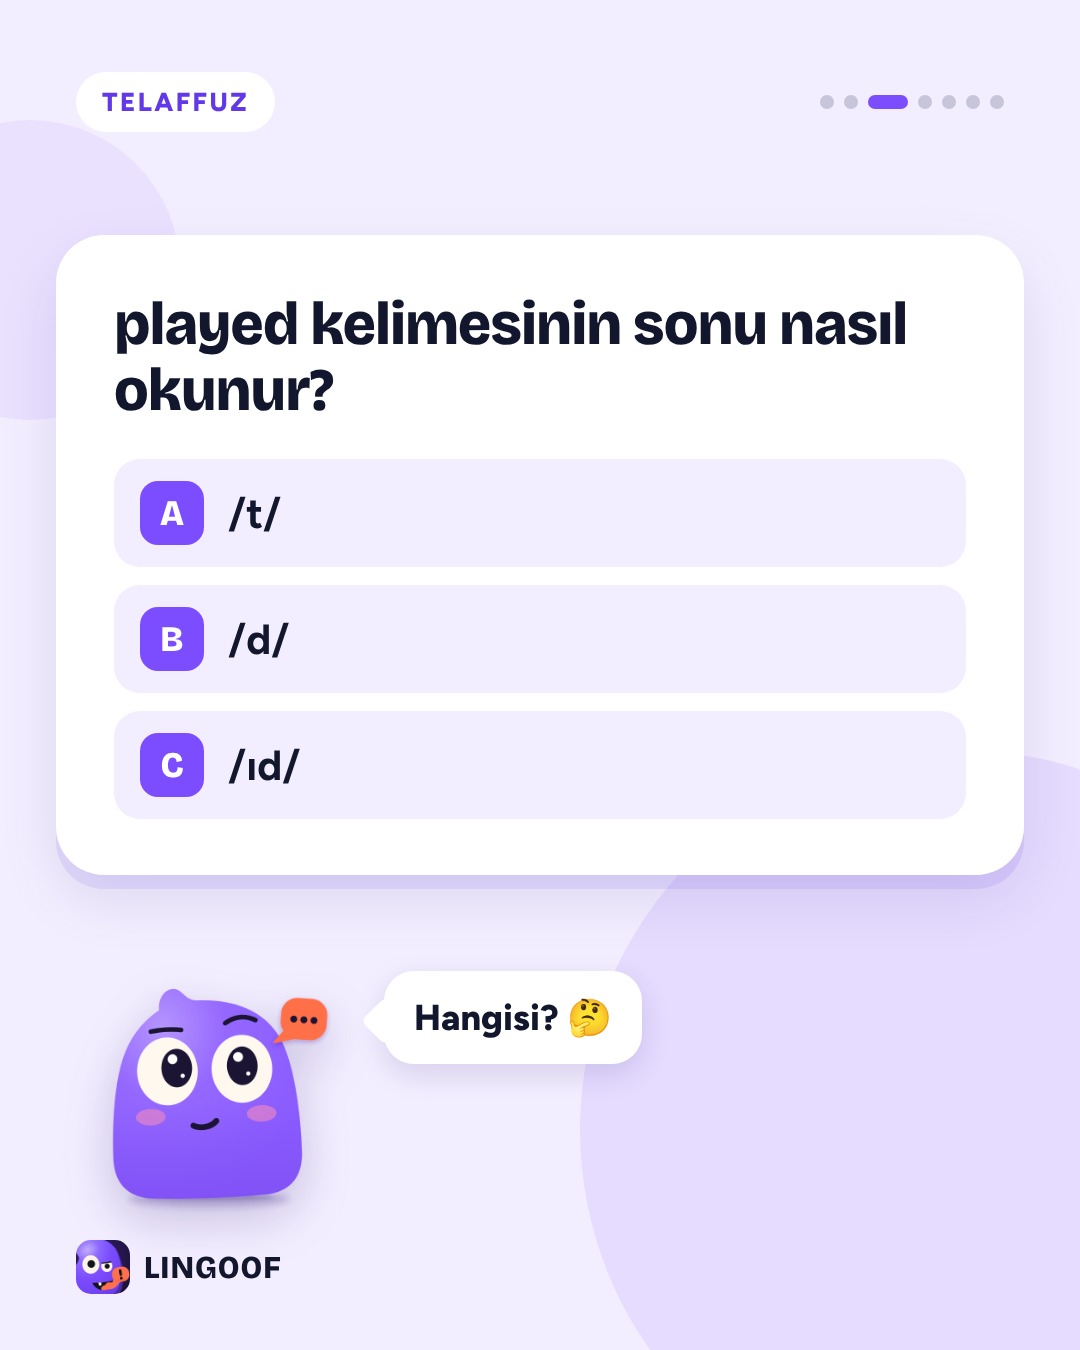 TELAFFUZ
played kelimesinin sonu nasıl
okunur?
A /t/
B /d/
C /ıd/
Hangisi? 🤔
LINGOOF